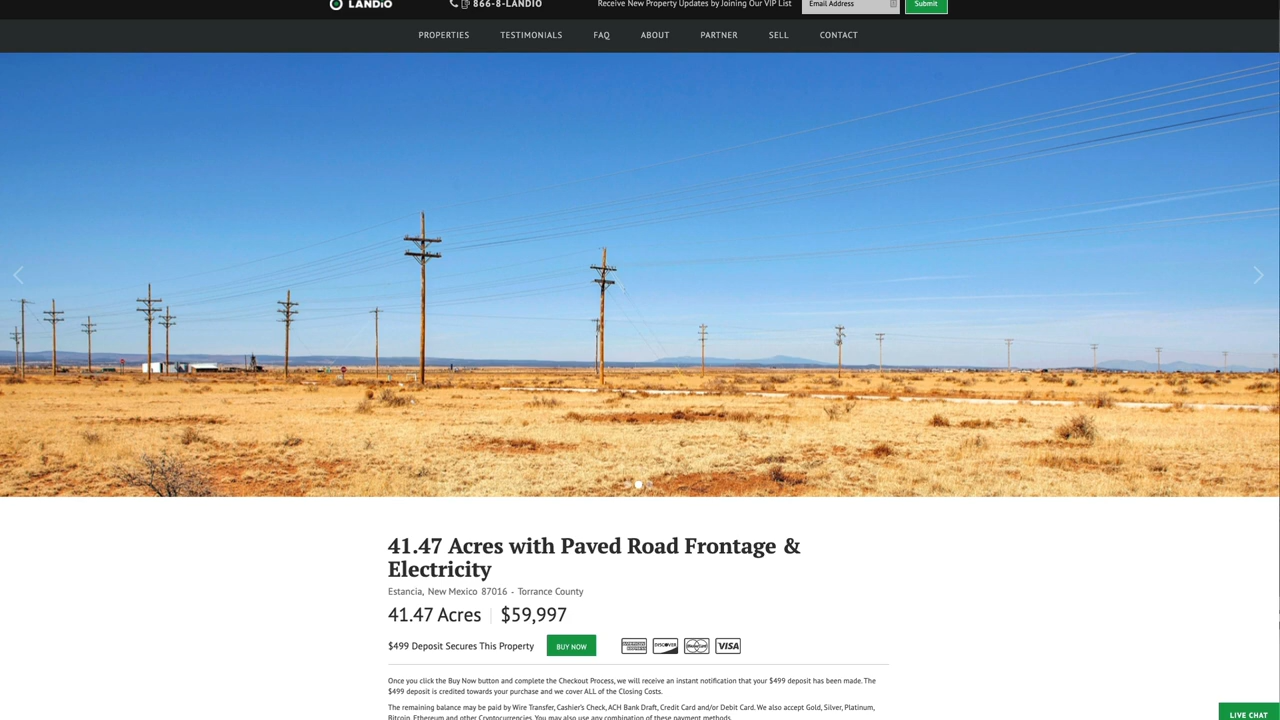 LANDiO
866-8-LANDIO
Receive New Property Updates by Joining Our VIP List
Email Address
Submit
PROPERTIES
TESTIMONIALS
FAQ
ABOUT
PARTNER
SELL
CONTACT
41.47 Acres with Paved Road Frontage &
Electricity
Estancia, New Mexico 87016 - Torrance County
41.47 Acres | $59,997
$499 Deposit Secures This Property
BUY NOW
DISCOVER
MasterCard
VISA
Once you click the Buy Now button and complete the Checkout Process, we will receive an instant notification that your $499 deposit has been made. The
$499 deposit is credited towards your purchase and we cover ALL of the Closing Costs.
The remaining balance may be paid by Wire Transfer, Cashier's Check, ACH Bank Draft, Credit Card and/or Debit Card. We also accept Gold, Silver, Platinum,
Bitcoin, Ethereum and other Cryptocurrencies. You may also use any combination of these payment methods.
LIVE CHAT